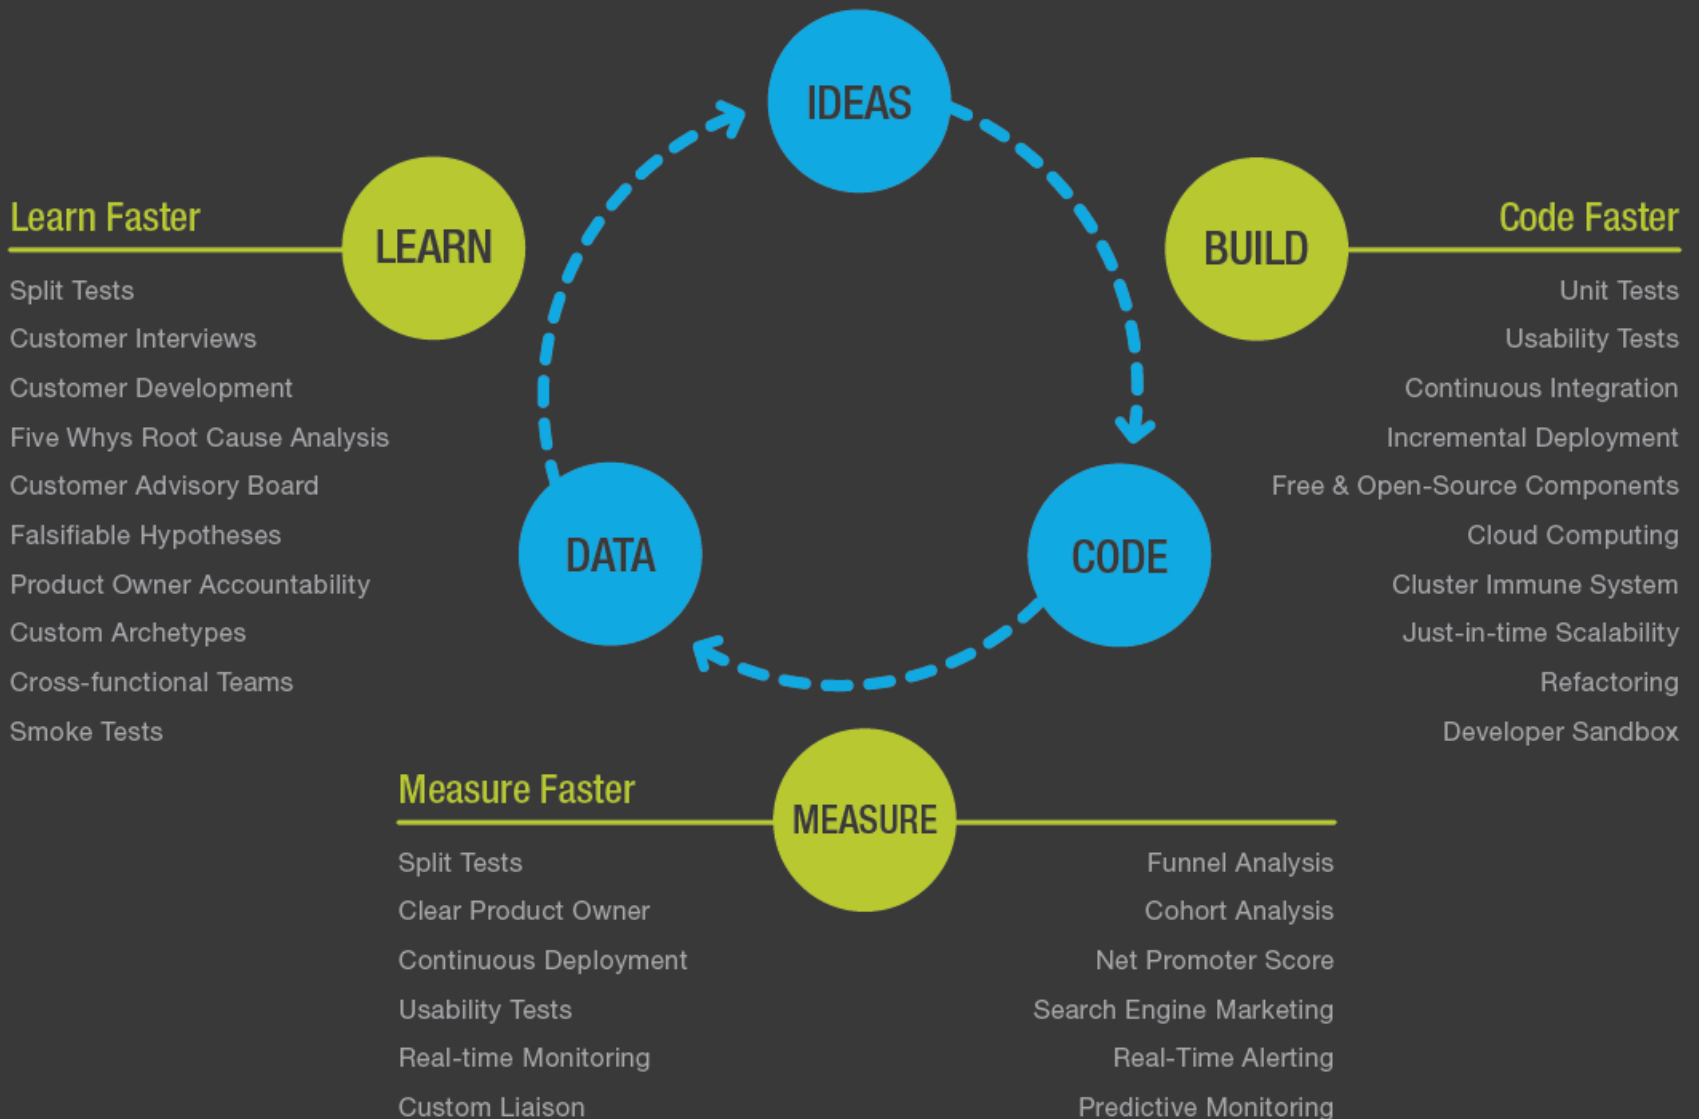 IDEAS
LEARN
BUILD
DATA
CODE
MEASURE
Learn Faster
Split Tests
Customer Interviews
Customer Development
Five Whys Root Cause Analysis
Customer Advisory Board
Falsifiable Hypotheses
Product Owner Accountability
Custom Archetypes
Cross-functional Teams
Smoke Tests
Code Faster
Unit Tests
Usability Tests
Continuous Integration
Incremental Deployment
Free & Open-Source Components
Cloud Computing
Cluster Immune System
Just-in-time Scalability
Refactoring
Developer Sandbox
Measure Faster
Split Tests
Clear Product Owner
Continuous Deployment
Usability Tests
Real-time Monitoring
Custom Liaison
Funnel Analysis
Cohort Analysis
Net Promoter Score
Search Engine Marketing
Real-Time Alerting
Predictive Monitoring